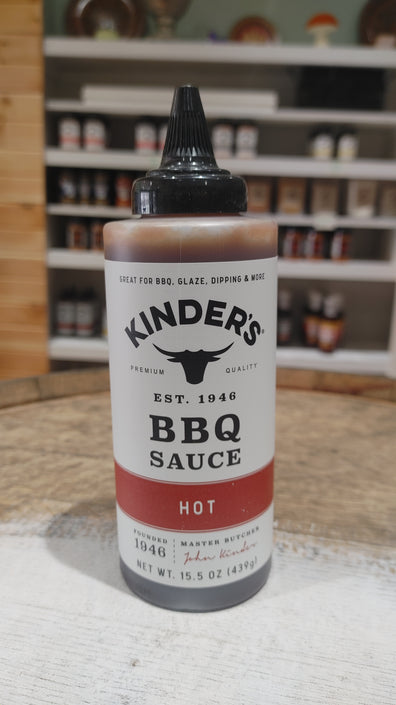 GREAT FOR BBQ, GLAZE, DIPPING & MORE
KINDER'S®
PREMIUM QUALITY
EST. 1946
BBQ
SAUCE
HOT
FOUNDED
1946
MASTER BUTCHER
John Kinder
NET WT. 15.5 OZ (439g)